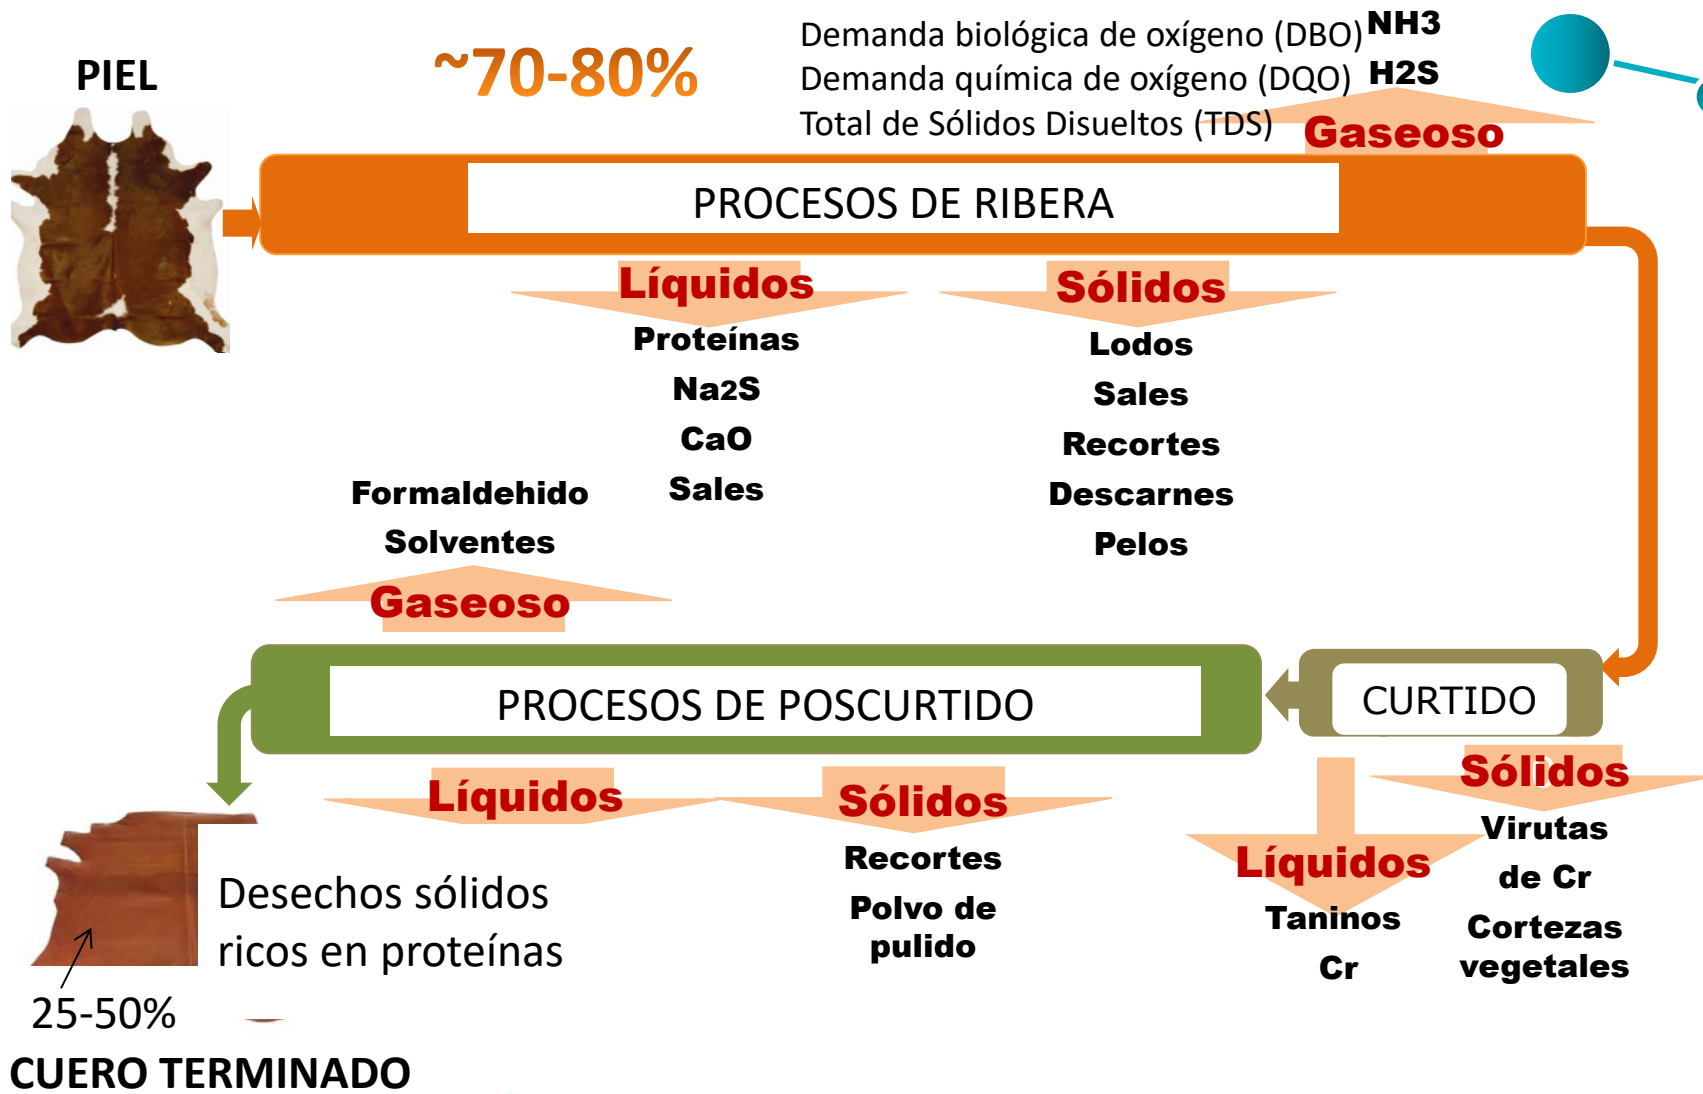 PIEL
~70-80%
Demanda biológica de oxígeno (DBO)
Demanda química de oxígeno (DQO)
Total de Sólidos Disueltos (TDS)
NH3
H2S
Gaseoso
PROCESOS DE RIBERA
Líquidos
Proteínas
Na2S
CaO
Sales
Sólidos
Lodos
Sales
Recortes
Descarnes
Pelos
Formaldehido
Solventes
Gaseoso
PROCESOS DE POSCURTIDO
CURTIDO
Líquidos
Sólidos
Recortes
Polvo de
pulido
Líquidos
Taninos
Cr
Sólidos
Virutas
de Cr
Cortezas
vegetales
Desechos sólidos
ricos en proteínas
25-50%
CUERO TERMINADO